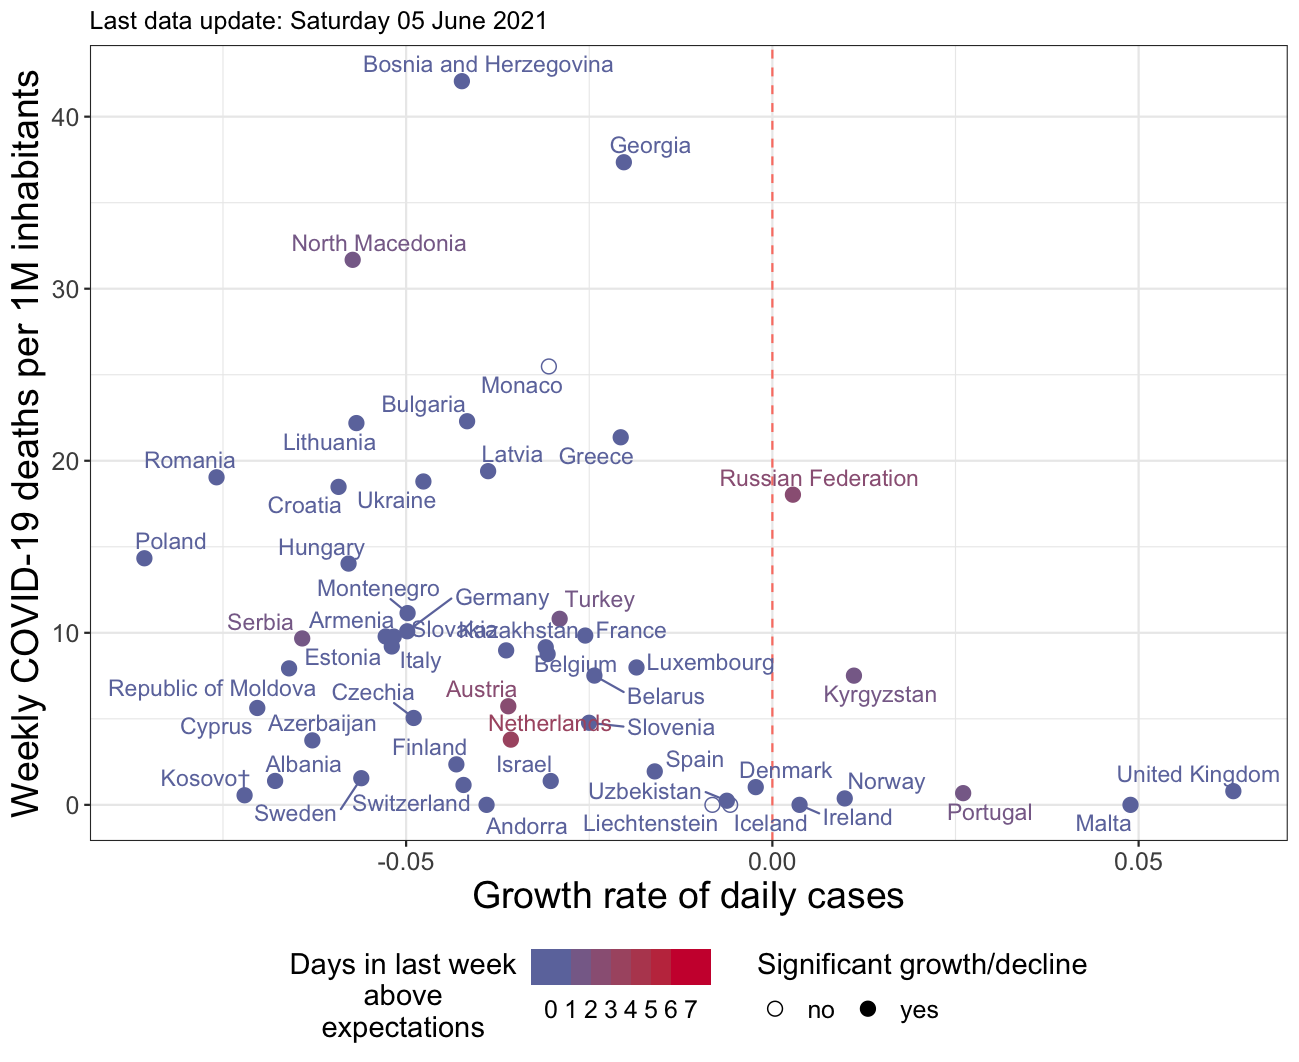 Last data update: Saturday 05 June 2021
Weekly COVID-19 deaths per 1M inhabitants
40
30
20
10
0
Bosnia and Herzegovina
Georgia
North Macedonia
Monaco
Bulgaria
Lithuania
Latvia
Greece
Romania
Russian Federation
Croatia
Ukraine
Poland
Hungary
Montenegro
Germany
Turkey
Serbia
Armenia
Slovakia
Kazakhstan
France
Estonia
Italy
Belgium
Luxembourg
Republic of Moldova
Czechia
Austria
Belarus
Kyrgyzstan
Cyprus
Azerbaijan
Netherlands
Slovenia
Finland
Albania
Israel
Spain
Denmark
Norway
United Kingdom
Kosovo†
Sweden
Switzerland
Uzbekistan
Andorra
Liechtenstein
Iceland
Ireland
Portugal
Malta
-0.05
0.00
0.05
Growth rate of daily cases
Days in last week
above
expectations
0 1 2 3 4 5 6 7
Significant growth/decline
no
yes